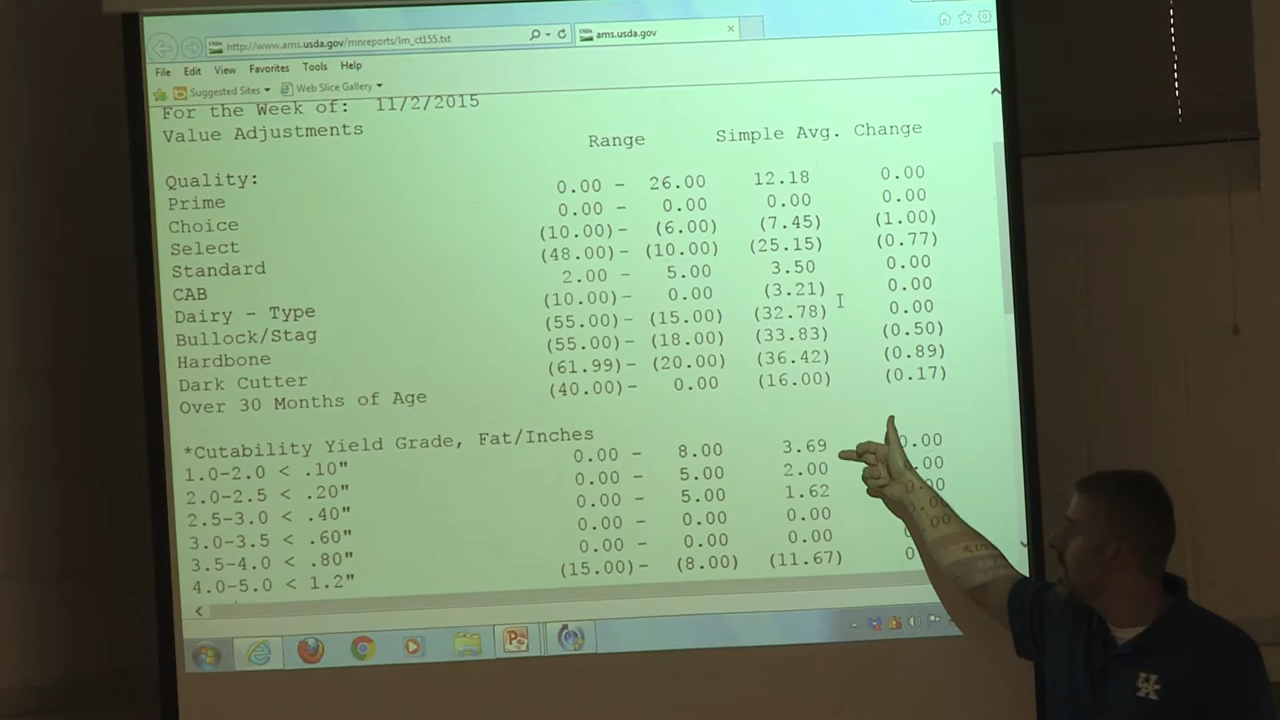 http://www.ams.usda.gov/mnreports/lm_ct155.txt
ams.usda.gov
File Edit View Favorites Tools Help
Suggested Sites Web Slice Gallery
For the Week of: 11/2/2015
Value Adjustments
Range Simple Avg. Change
Quality:
Prime 0.00 - 26.00 12.18 0.00
Choice 0.00 - 0.00 0.00 0.00
Select (10.00)- (6.00) (7.45) (1.00)
Standard (48.00)- (10.00) (25.15) (0.77)
CAB 2.00 - 5.00 3.50 0.00
Dairy - Type (10.00)- 0.00 (3.21) 0.00
Bullock/Stag (55.00)- (15.00) (32.78) 0.00
Hardbone (55.00)- (18.00) (33.83) (0.50)
Dark Cutter (61.99)- (20.00) (36.42) (0.89)
Over 30 Months of Age (40.00)- 0.00 (16.00) (0.17)
*Cutability Yield Grade, Fat/Inches
1.0-2.0 < .10" 0.00 - 8.00 3.69 0.00
2.0-2.5 < .20" 0.00 - 5.00 2.00 .00
2.5-3.0 < .40" 0.00 - 5.00 1.62 0.00
3.0-3.5 < .60" 0.00 - 0.00 0.00
3.5-4.0 < .80" 0.00 - 0.00 0.00
4.0-5.0 < 1.2" (15.00)- (8.00) (11.67) 0
UK